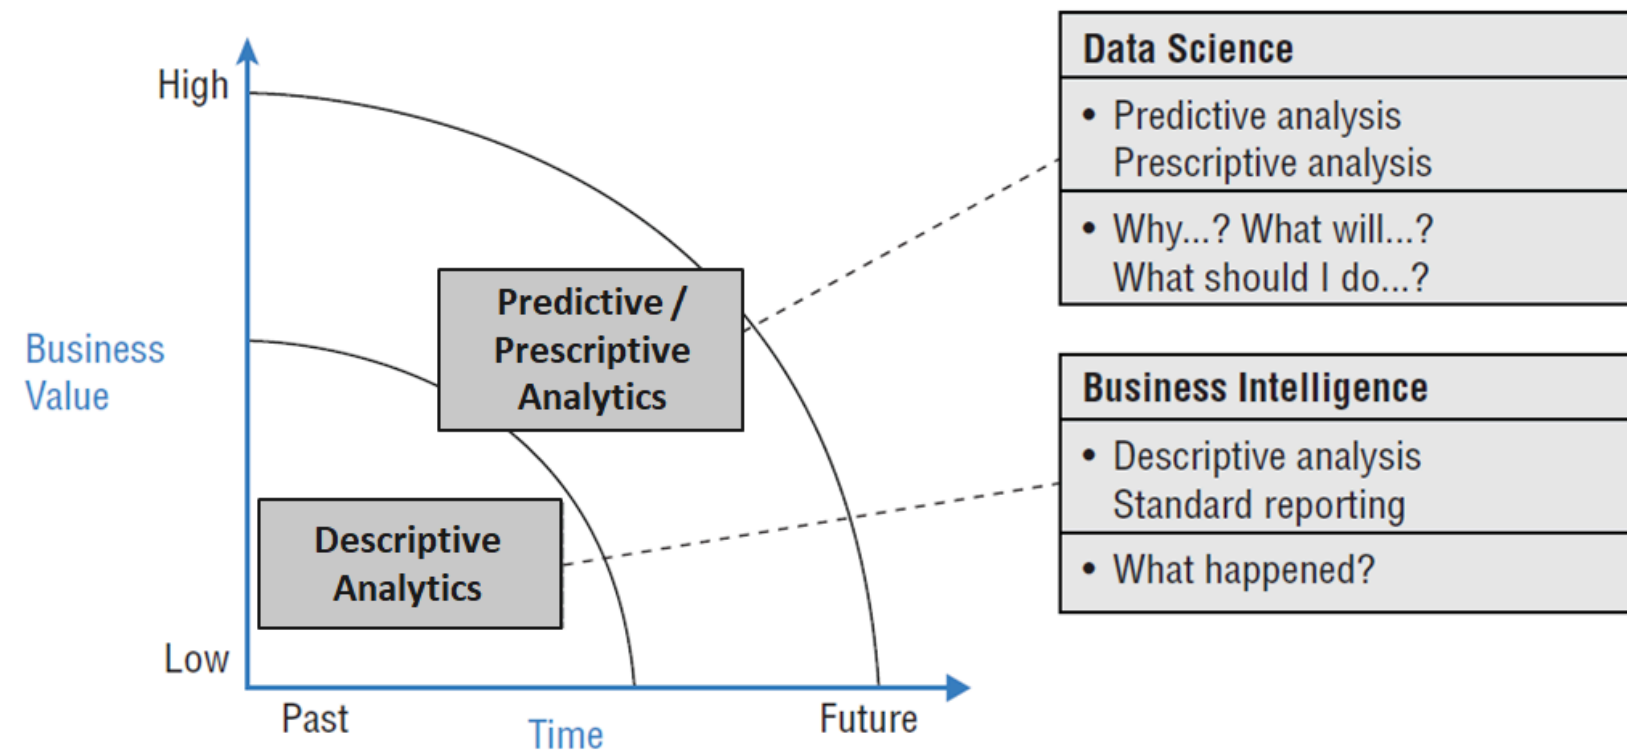 High
Business
Value
Low
Past
Time
Future
Predictive /
Prescriptive
Analytics
Descriptive
Analytics
Data Science
• Predictive analysis
Prescriptive analysis
• Why...? What will...?
What should I do...?
Business Intelligence
• Descriptive analysis
Standard reporting
• What happened?